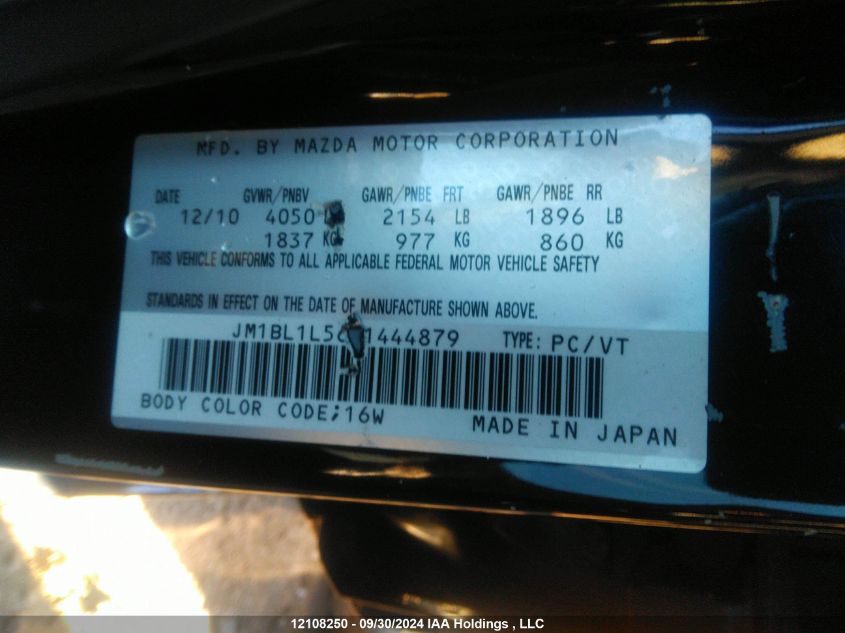 MFD. BY MAZDA MOTOR CORPORATION
DATE GVWR/PNBV GAWR/PNBE FRT GAWR/PNBE RR
12/10 4050 2154 LB 1896 LB
1837 KG 977 KG 860 KG
THIS VEHICLE CONFORMS TO ALL APPLICABLE FEDERAL MOTOR VEHICLE SAFETY
STANDARDS IN EFFECT ON THE DATE OF MANUFACTURE SHOWN ABOVE.
TYPE: PC/VT
BODY COLOR CODE;16W
MADE IN JAPAN
12108250 - 09/30/2024 IAA Holdings , LLC